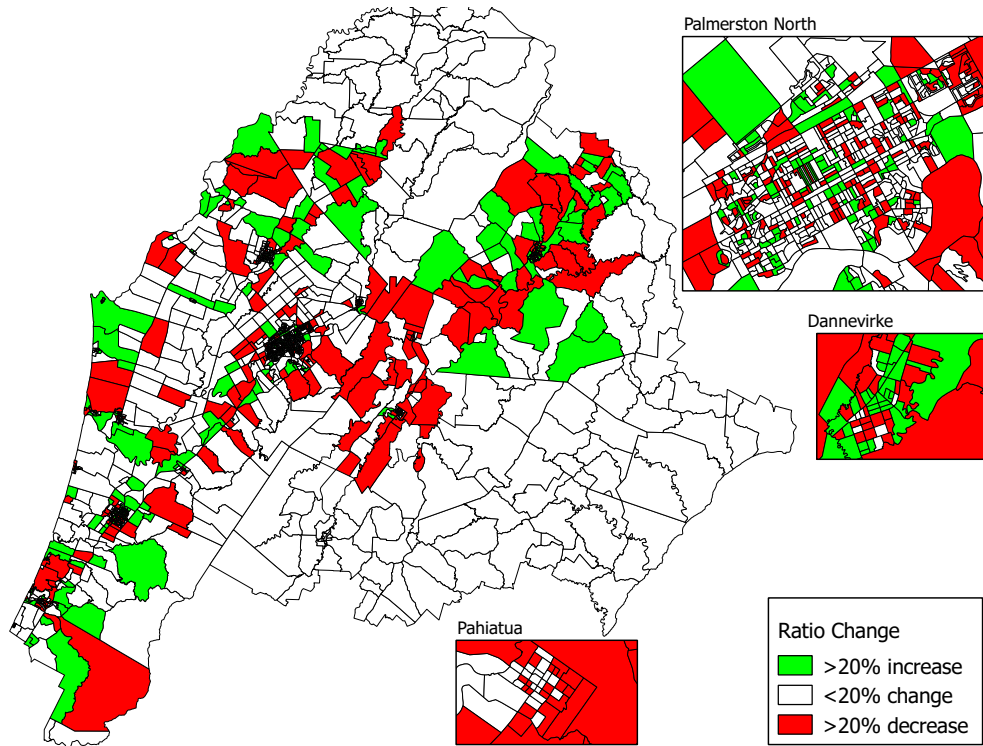 Palmerston North
Dannevirke
Pahiatua
Ratio Change
>20% increase
<20% change
>20% decrease